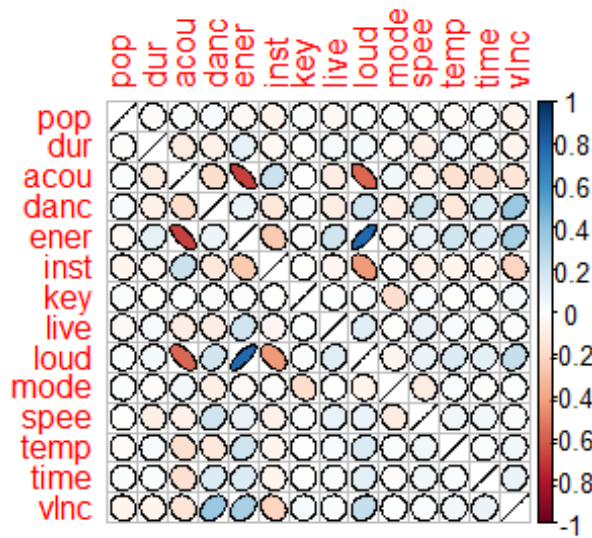 pop dur acou danc ener inst key live loud mode spee temp time vlnc
pop
dur
acou
danc
ener
inst
key
live
loud
mode
spee
temp
time
vlnc
1
0.8
0.6
0.4
0.2
0
-0.2
-0.4
-0.6
-0.8
-1